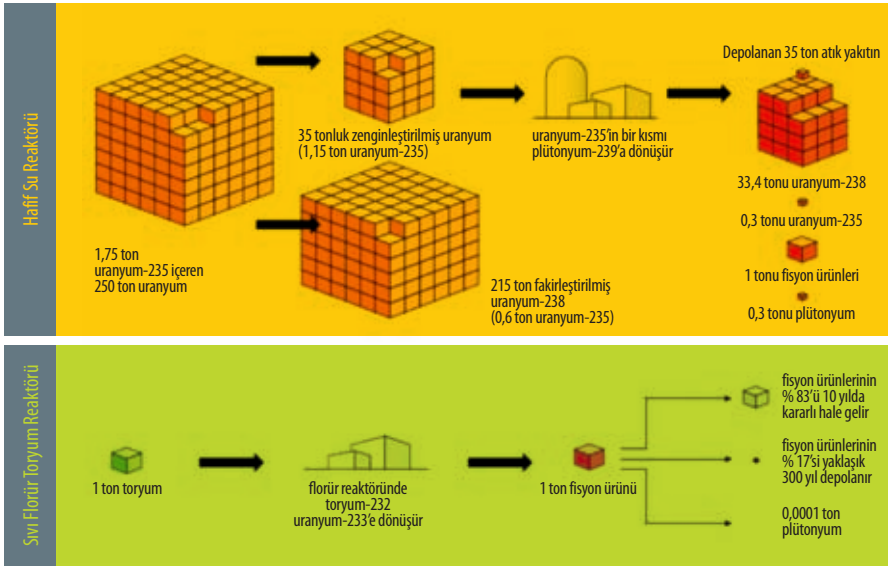 Hafif Su Reaktörü
1,75 ton
uranyum-235 içeren
250 ton uranyum
35 tonluk zenginleştirilmiş uranyum
(1,15 ton uranyum-235)
215 ton fakirleştirilmiş
uranyum-238
(0,6 ton uranyum-235)
uranyum-235’in bir kısmı
plütonyum-239’a dönüşür
Depolanan 35 ton atık yakıtın
33,4 tonu uranyum-238
0,3 tonu uranyum-235
1 tonu fisyon ürünleri
0,3 tonu plütonyum
Sıvı Florür Toryum Reaktörü
1 ton toryum
florür reaktöründe
toryum-232
uranyum-233’e dönüşür
1 ton fisyon ürünü
fisyon ürünlerinin
% 83’ü 10 yılda
kararlı hale gelir
fisyon ürünlerinin
% 17’si yaklaşık
300 yıl depolanır
0,0001 ton
plütonyum